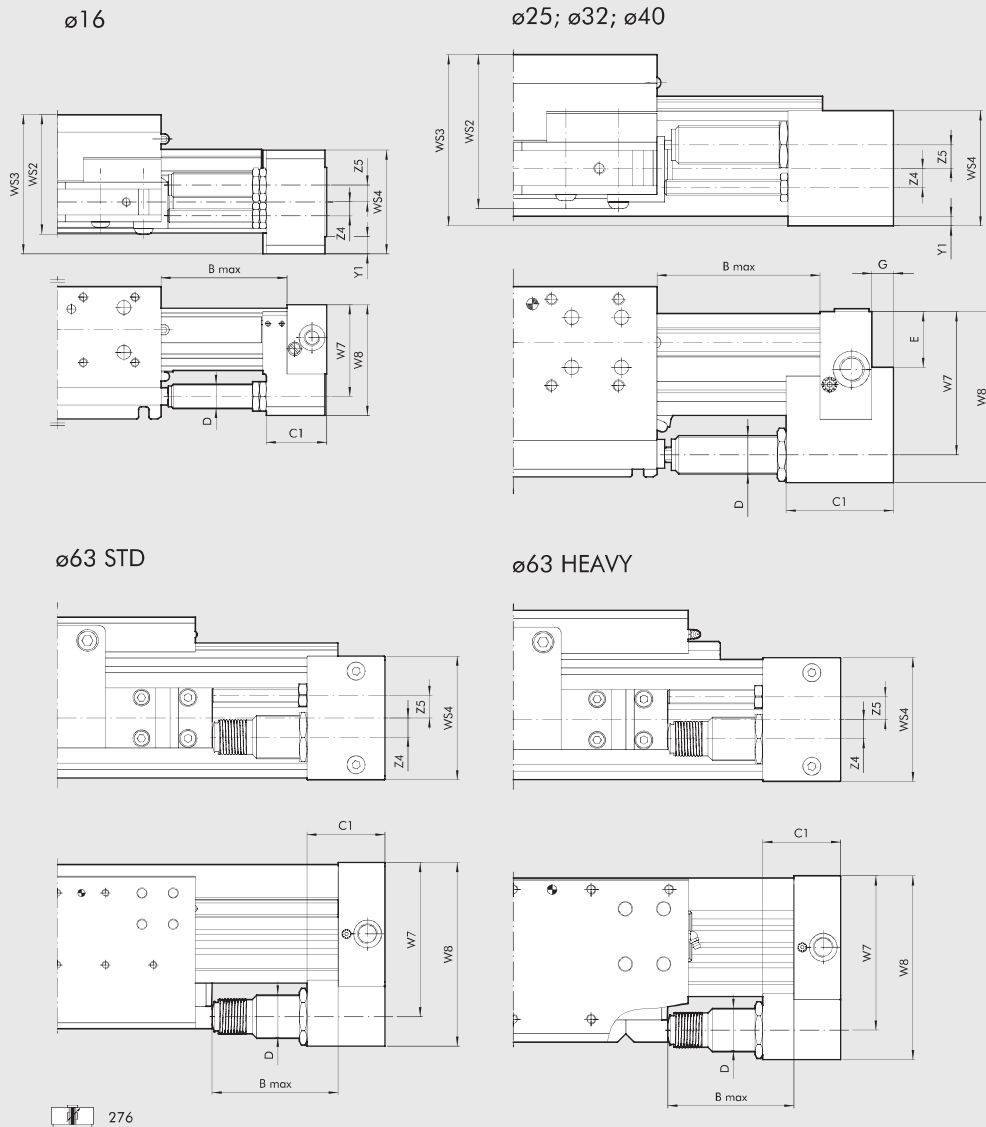 ø16
WS3
WS2
Z5
Z4
WS4
Y1
B max
W7
W8
D
C1
ø25; ø32; ø40
WS3
WS2
Z5
Z4
WS4
Y1
B max
G
E
W7
W8
D
C1
ø63 STD
WS4
Z5
Z4
C1
W7
W8
D
B max
ø63 HEAVY
WS4
Z5
Z4
C1
W7
W8
D
B max
276